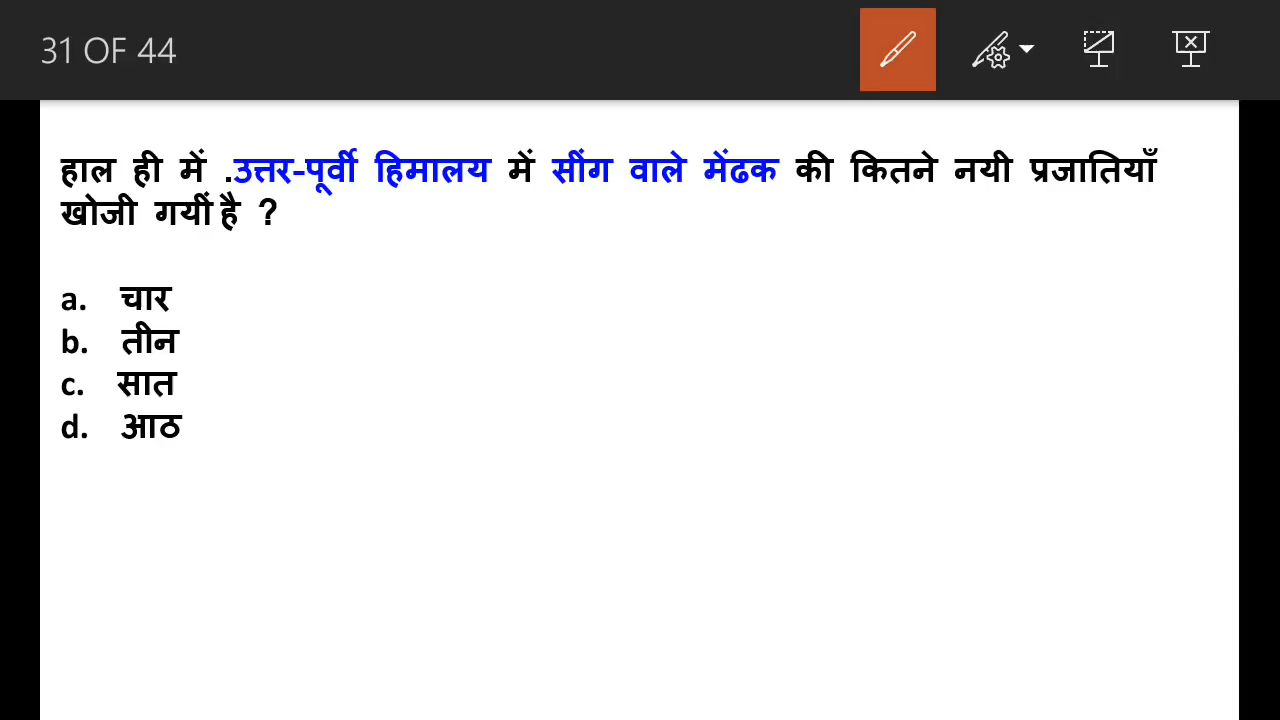 31 OF 44
हाल ही में .उत्तर-पूर्वी हिमालय में सींग वाले मेंढक की कितने नयी प्रजातियाँ
खोजी गयीं है ?
a. चार
b. तीन
c. सात
d. आठ